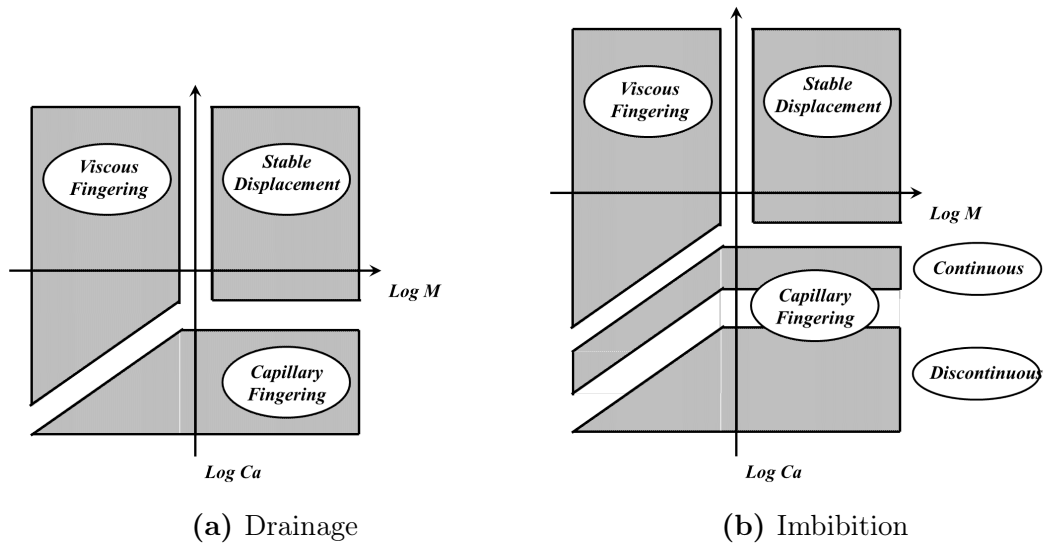 Viscous
Fingering
Stable
Displacement
Log M
Capillary
Fingering
Log Ca
(a) Drainage
Viscous
Fingering
Stable
Displacement
Log M
Continuous
Capillary
Fingering
Discontinuous
Log Ca
(b) Imbibition